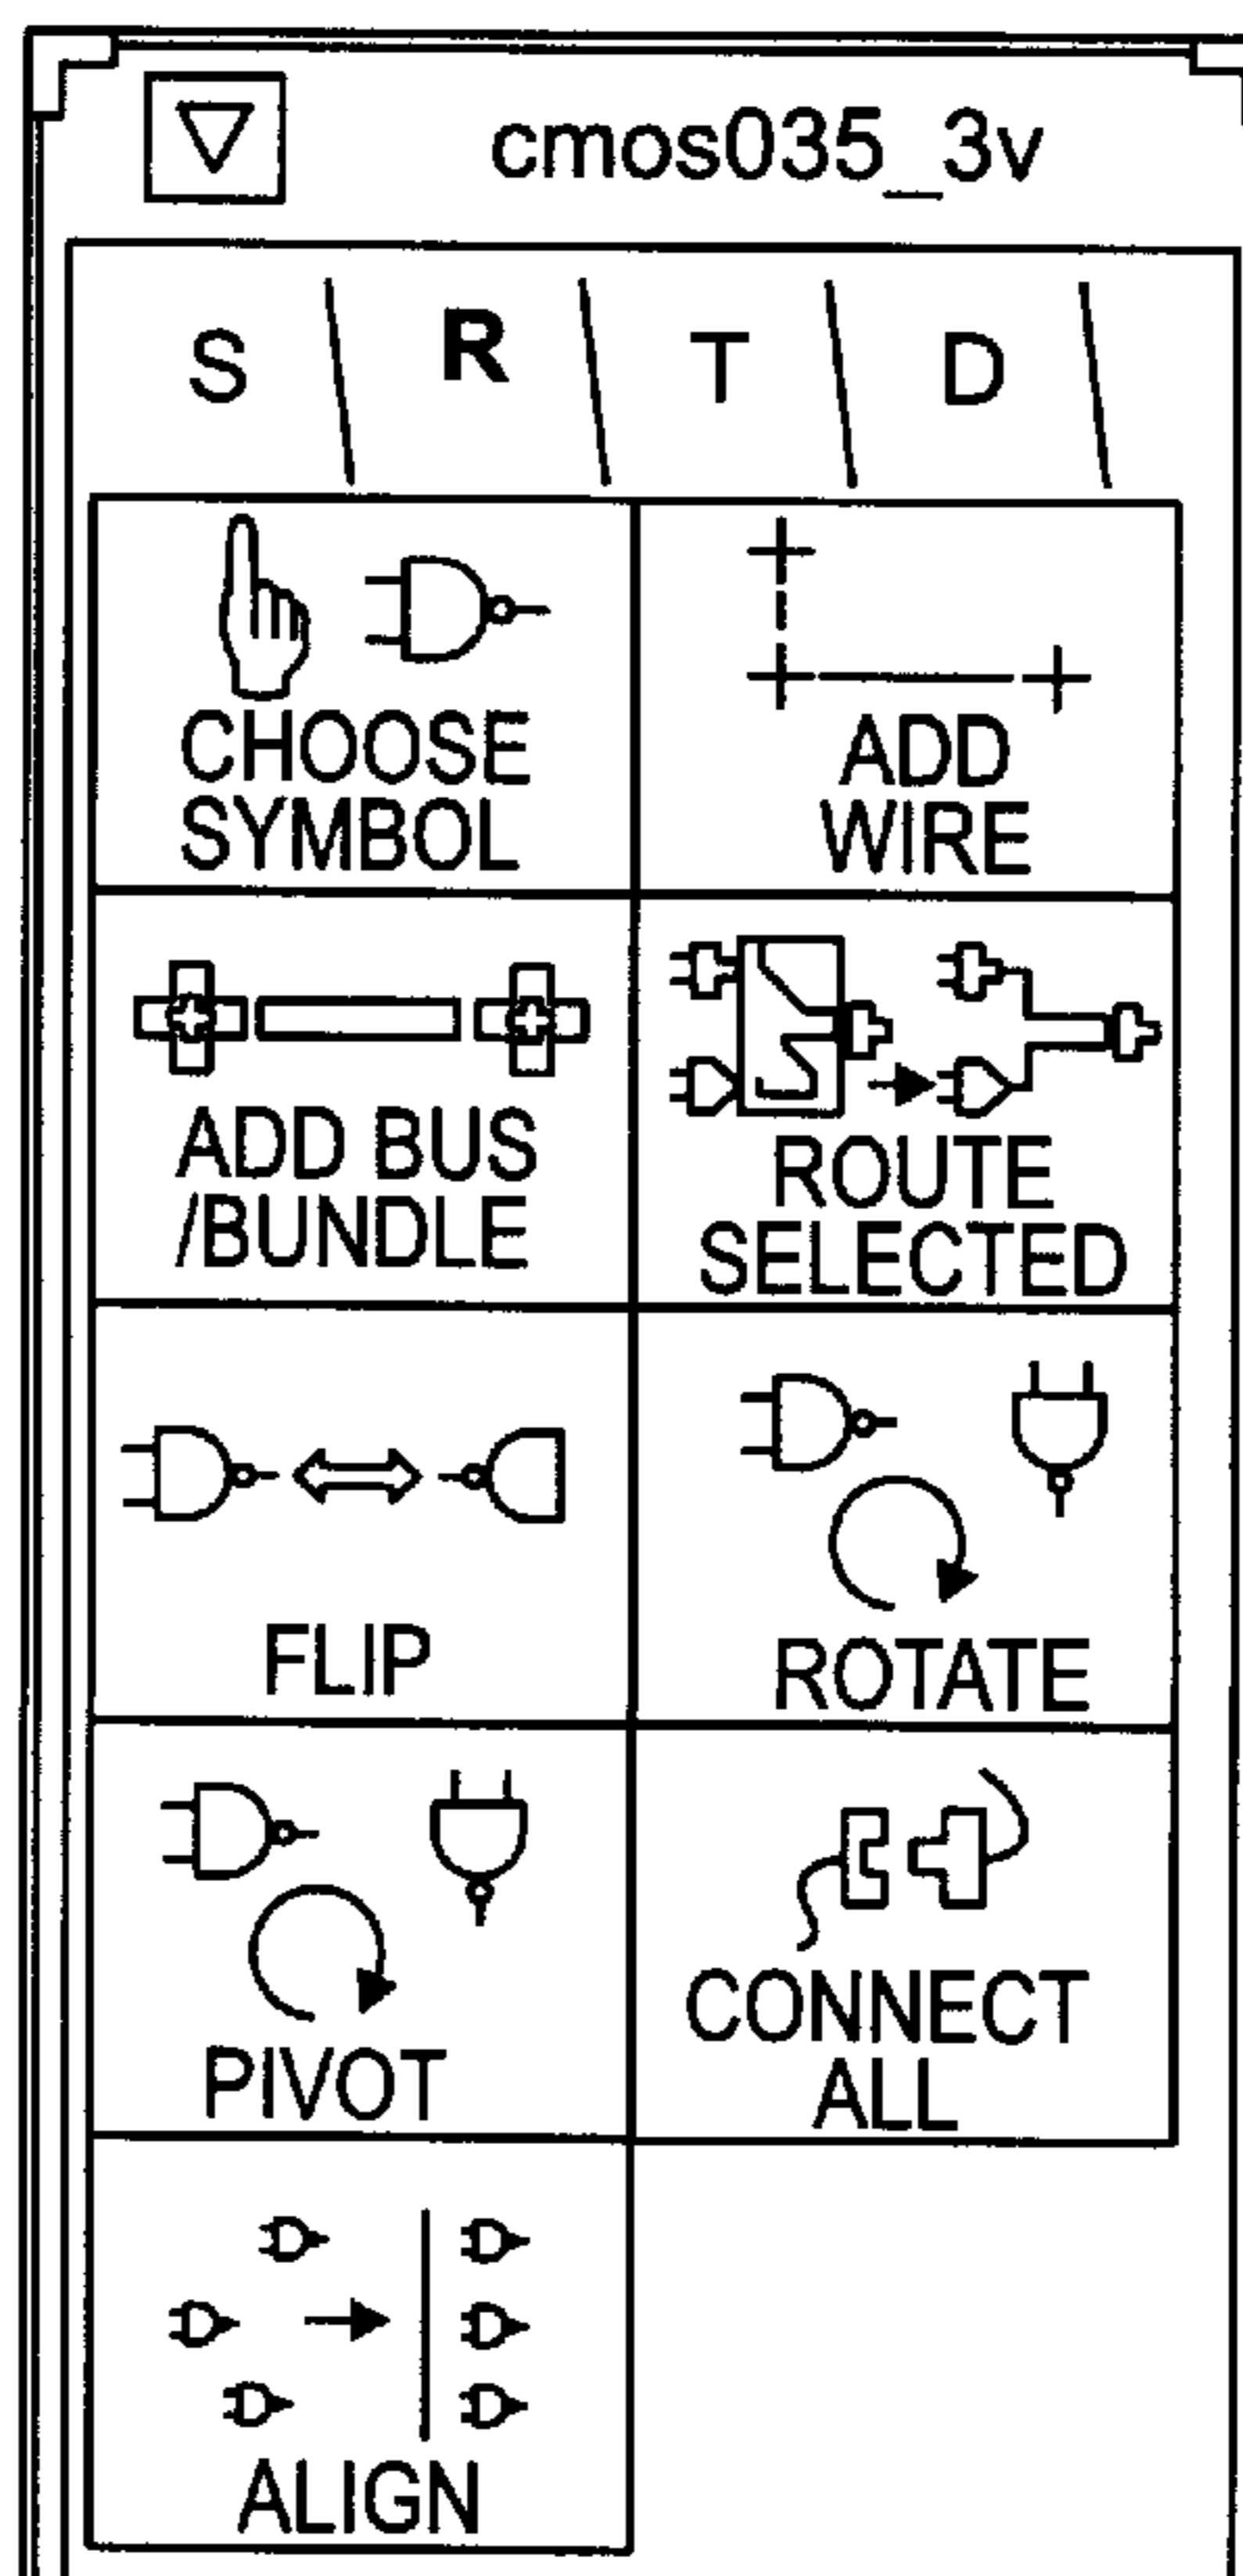 cmos035_3v
S R T D
CHOOSE
SYMBOL
ADD
WIRE
ADD BUS
/BUNDLE
ROUTE
SELECTED
FLIP
ROTATE
PIVOT
CONNECT
ALL
ALIGN